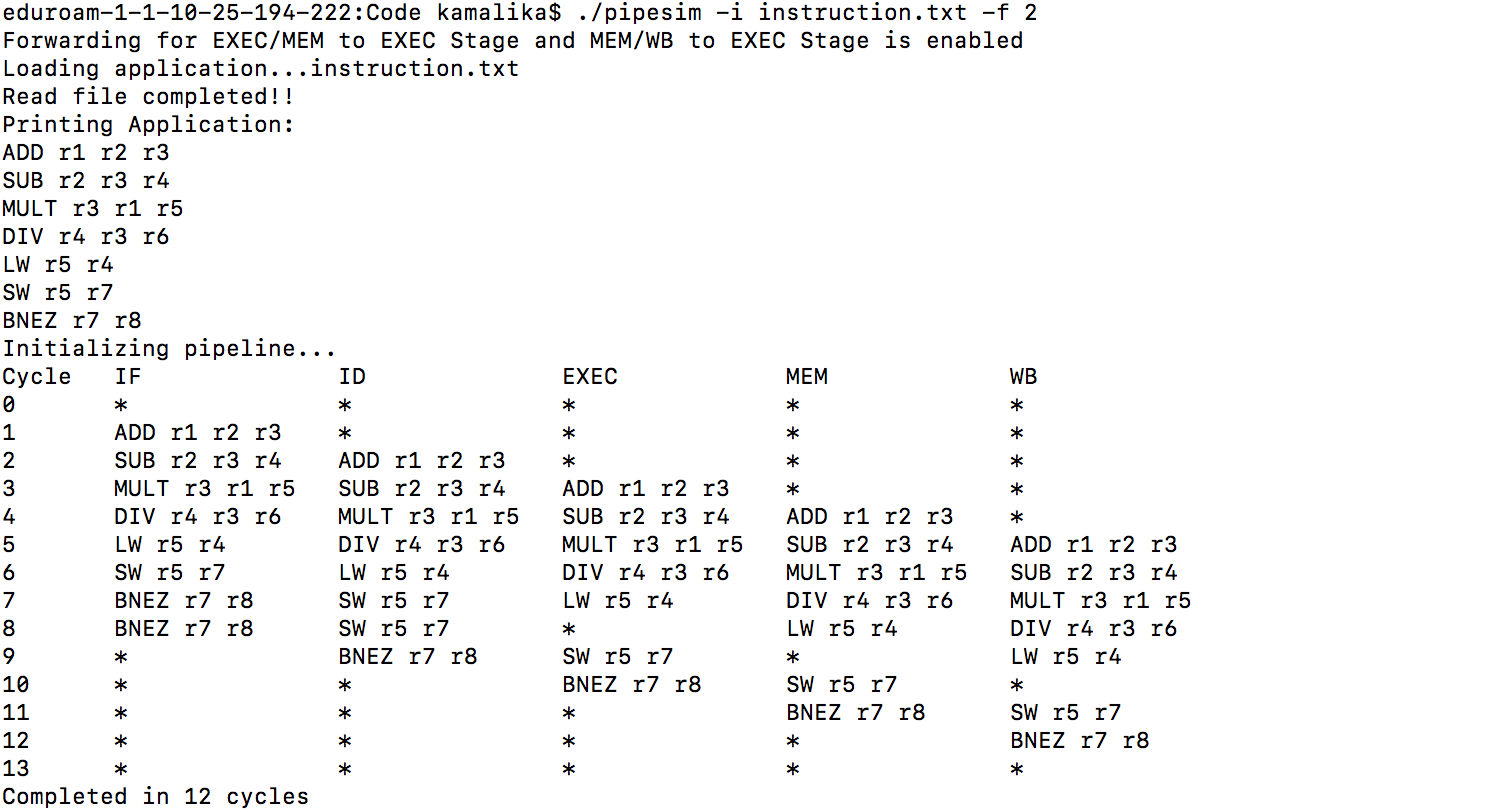 eduroam-1-1-10-25-194-222:Code kamalika$ ./pipesim -i instruction.txt -f 2
Forwarding for EXEC/MEM to EXEC Stage and MEM/WB to EXEC Stage is enabled
Loading application...instruction.txt
Read file completed!!
Printing Application:
ADD r1 r2 r3
SUB r2 r3 r4
MULT r3 r1 r5
DIV r4 r3 r6
LW r5 r4
SW r5 r7
BNEZ r7 r8
Initializing pipeline...
Cycle   IF              ID              EXEC            MEM             WB
0       *               *               *               *               *
1       ADD r1 r2 r3    *               *               *               *
2       SUB r2 r3 r4    ADD r1 r2 r3    *               *               *
3       MULT r3 r1 r5   SUB r2 r3 r4    ADD r1 r2 r3    *               *
4       DIV r4 r3 r6    MULT r3 r1 r5   SUB r2 r3 r4    ADD r1 r2 r3    *
5       LW r5 r4        DIV r4 r3 r6    MULT r3 r1 r5   SUB r2 r3 r4    ADD r1 r2 r3
6       SW r5 r7        LW r5 r4        DIV r4 r3 r6    MULT r3 r1 r5   SUB r2 r3 r4
7       BNEZ r7 r8      SW r5 r7        LW r5 r4        DIV r4 r3 r6    MULT r3 r1 r5
8       BNEZ r7 r8      SW r5 r7        *               LW r5 r4        DIV r4 r3 r6
9       *               BNEZ r7 r8      SW r5 r7        *               LW r5 r4
10      *               *               BNEZ r7 r8      SW r5 r7        *
11      *               *               *               BNEZ r7 r8      SW r5 r7
12      *               *               *               *               BNEZ r7 r8
13      *               *               *               *               *
Completed in 12 cycles